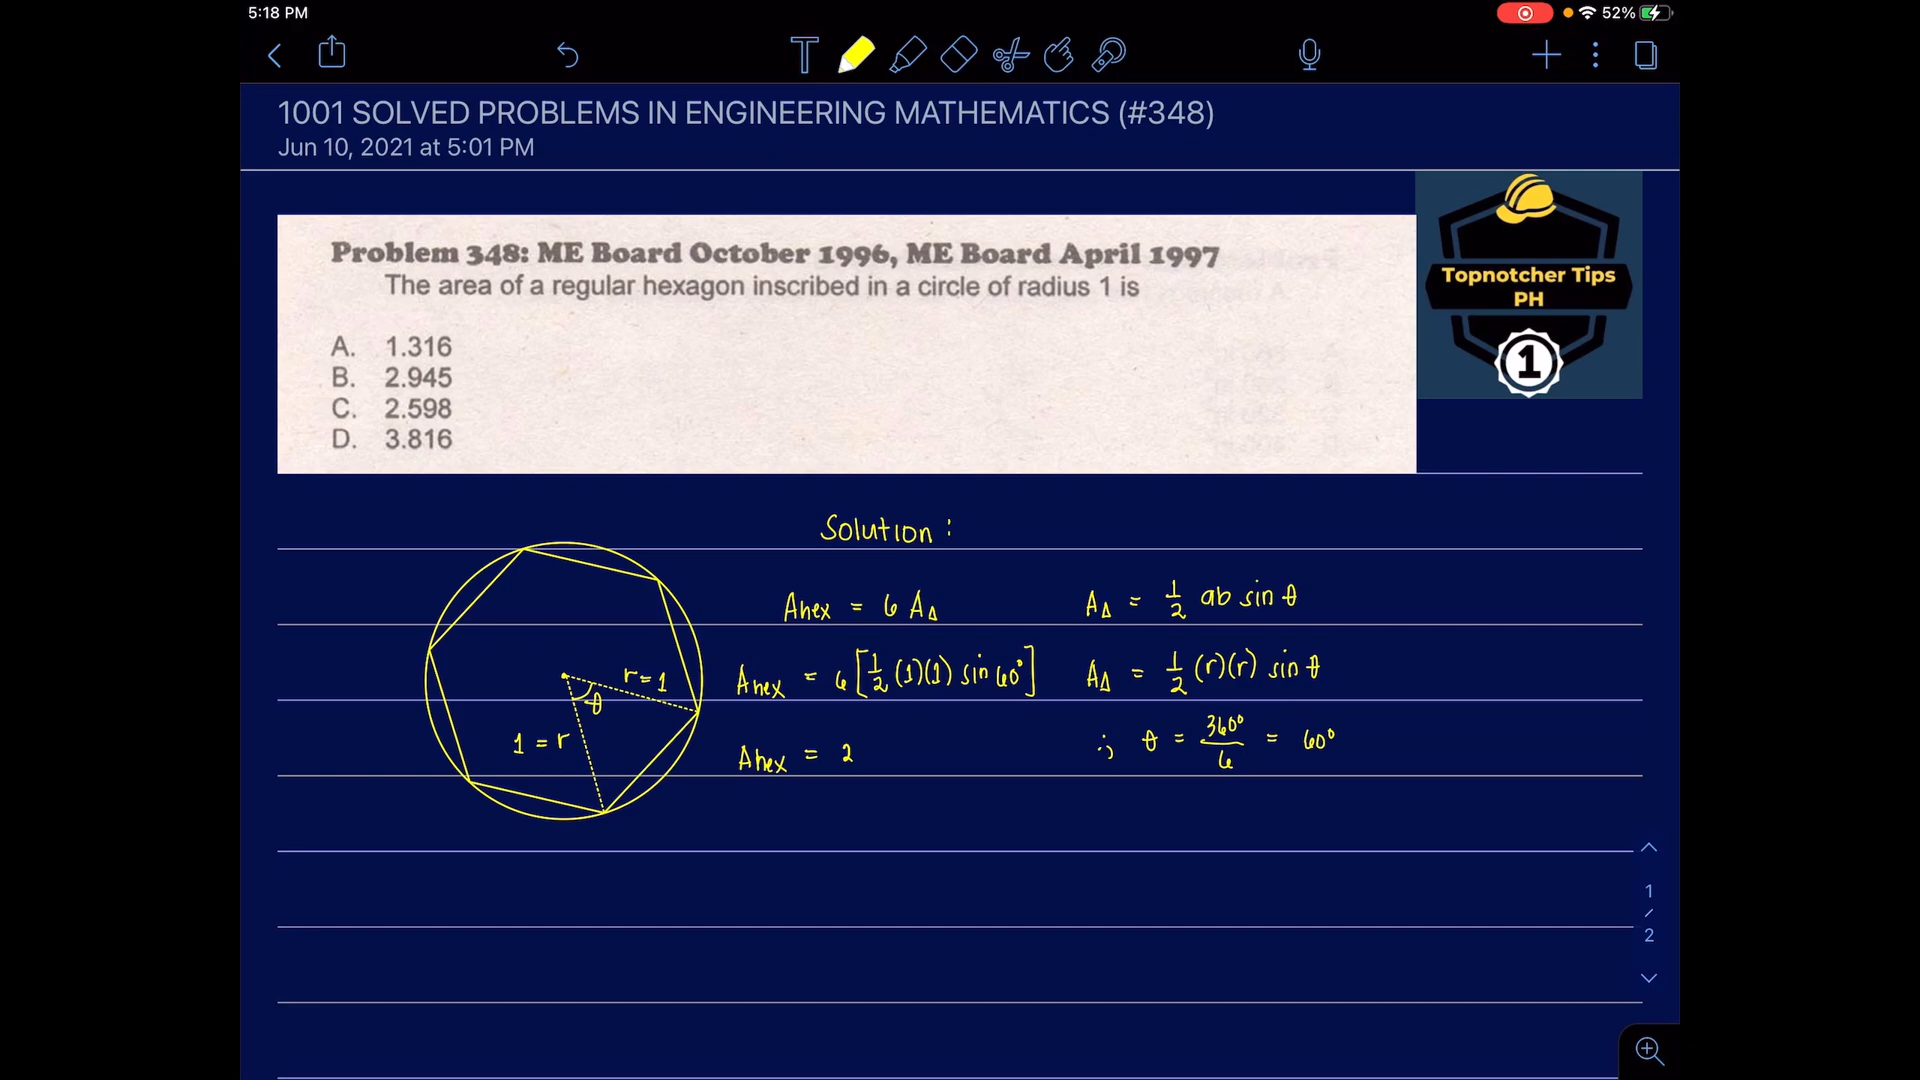 5:18 PM
52%
T
1001 SOLVED PROBLEMS IN ENGINEERING MATHEMATICS (#348)
Jun 10, 2021 at 5:01 PM
Problem 348: ME Board October 1996, ME Board April 1997
The area of a regular hexagon inscribed in a circle of radius 1 is
A. 1.316
B. 2.945
C. 2.598
D. 3.816
Topnotcher Tips
PH
1
Solution :
Ahex = 6 A△
A△ = 1/2 ab sin θ
Ahex = 6 [1/2 (1)(1) sin 60°]
A△ = 1/2 (r)(r) sin θ
r = 1
θ
1 = r
Ahex = 2
∴ θ = 360°/6 = 60°
1
/
2